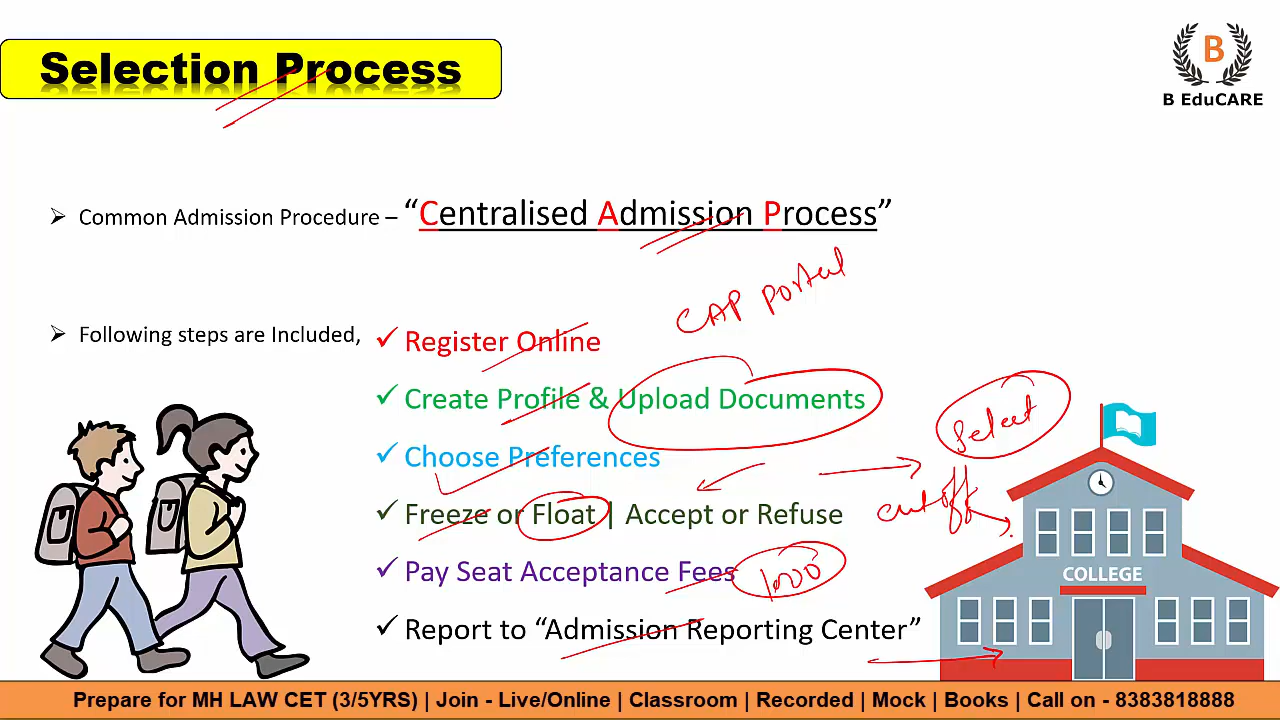 Selection Process
B
B EduCARE
➢ Common Admission Procedure – “Centralised Admission Process”
CAP portal
➢ Following steps are Included,
✓ Register Online
✓ Create Profile & Upload Documents
Select
✓ Choose Preferences
cutoff
✓ Freeze or Float | Accept or Refuse
✓ Pay Seat Acceptance Fees 1000
COLLEGE
✓ Report to “Admission Reporting Center”
Prepare for MH LAW CET (3/5YRS) | Join - Live/Online | Classroom | Recorded | Mock | Books | Call on - 8383818888